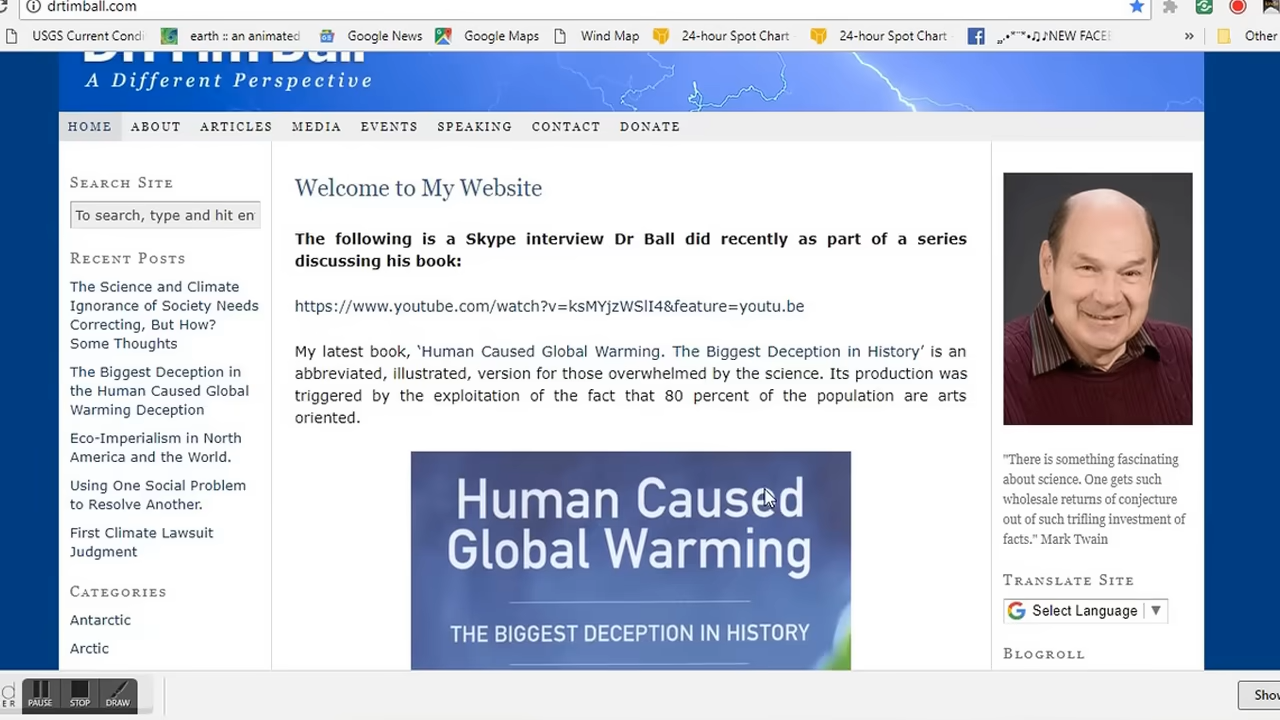 drtimball.com
USGS Current Condi
earth :: an animated
Google News
Google Maps
Wind Map
24-hour Spot Chart
24-hour Spot Chart
NEW FACE
»
Other
A Different Perspective
HOME ABOUT ARTICLES MEDIA EVENTS SPEAKING CONTACT DONATE
SEARCH SITE
To search, type and hit en
RECENT POSTS
The Science and Climate
Ignorance of Society Needs
Correcting, But How?
Some Thoughts
The Biggest Deception in
the Human Caused Global
Warming Deception
Eco-Imperialism in North
America and the World.
Using One Social Problem
to Resolve Another.
First Climate Lawsuit
Judgment
CATEGORIES
Antarctic
Arctic
Welcome to My Website
The following is a Skype interview Dr Ball did recently as part of a series
discussing his book:
https://www.youtube.com/watch?v=ksMYjzWSlI4&feature=youtu.be
My latest book, ‘Human Caused Global Warming. The Biggest Deception in History’ is an
abbreviated, illustrated, version for those overwhelmed by the science. Its production was
triggered by the exploitation of the fact that 80 percent of the population are arts
oriented.
Human Caused
Global Warming
THE BIGGEST DECEPTION IN HISTORY
"There is something fascinating
about science. One gets such
wholesale returns of conjecture
out of such trifling investment of
facts." Mark Twain
TRANSLATE SITE
Select Language ▼
BLOGROLL
PAUSE STOP DRAW
Show